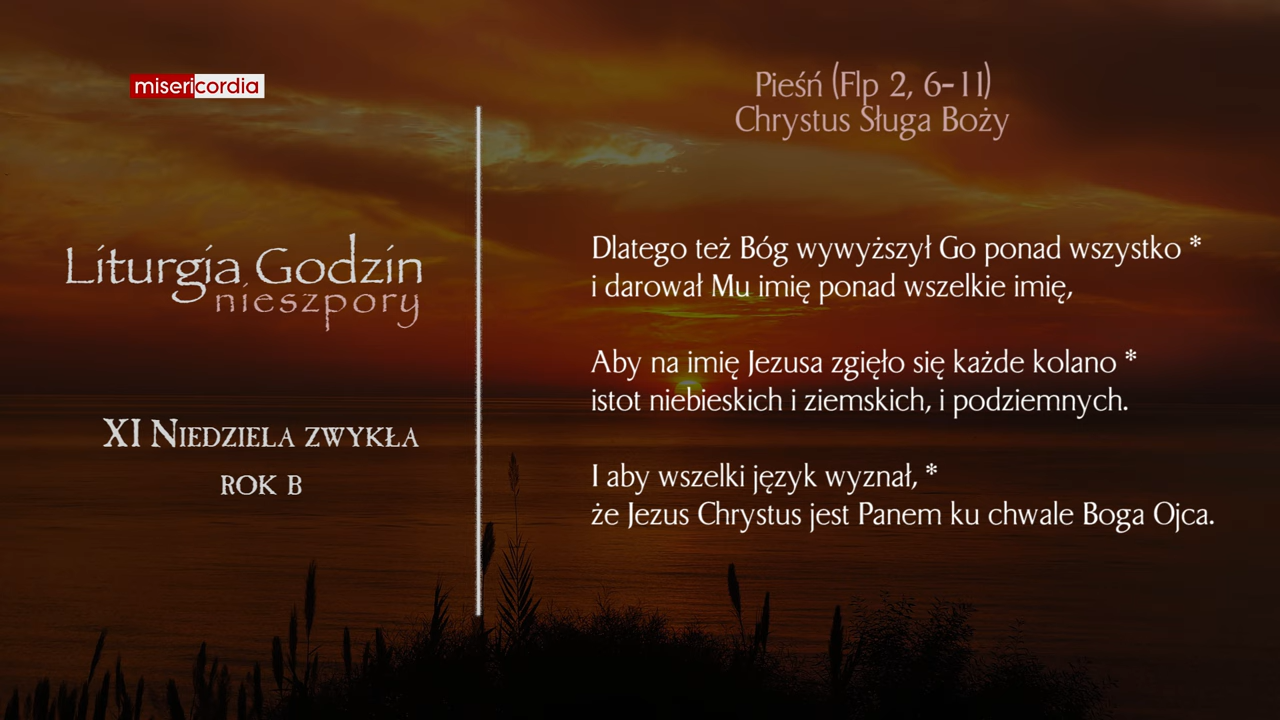 misericordia
Liturgia Godzin
nieszpory
XI Niedziela zwykła
rok B
Pieśń (Flp 2, 6-11)
Chrystus Sługa Boży
Dlatego też Bóg wywyższył Go ponad wszystko *
i darował Mu imię ponad wszelkie imię,
Aby na imię Jezusa zgięło się każde kolano *
istot niebieskich i ziemskich, i podziemnych.
I aby wszelki język wyznał, *
że Jezus Chrystus jest Panem ku chwale Boga Ojca.